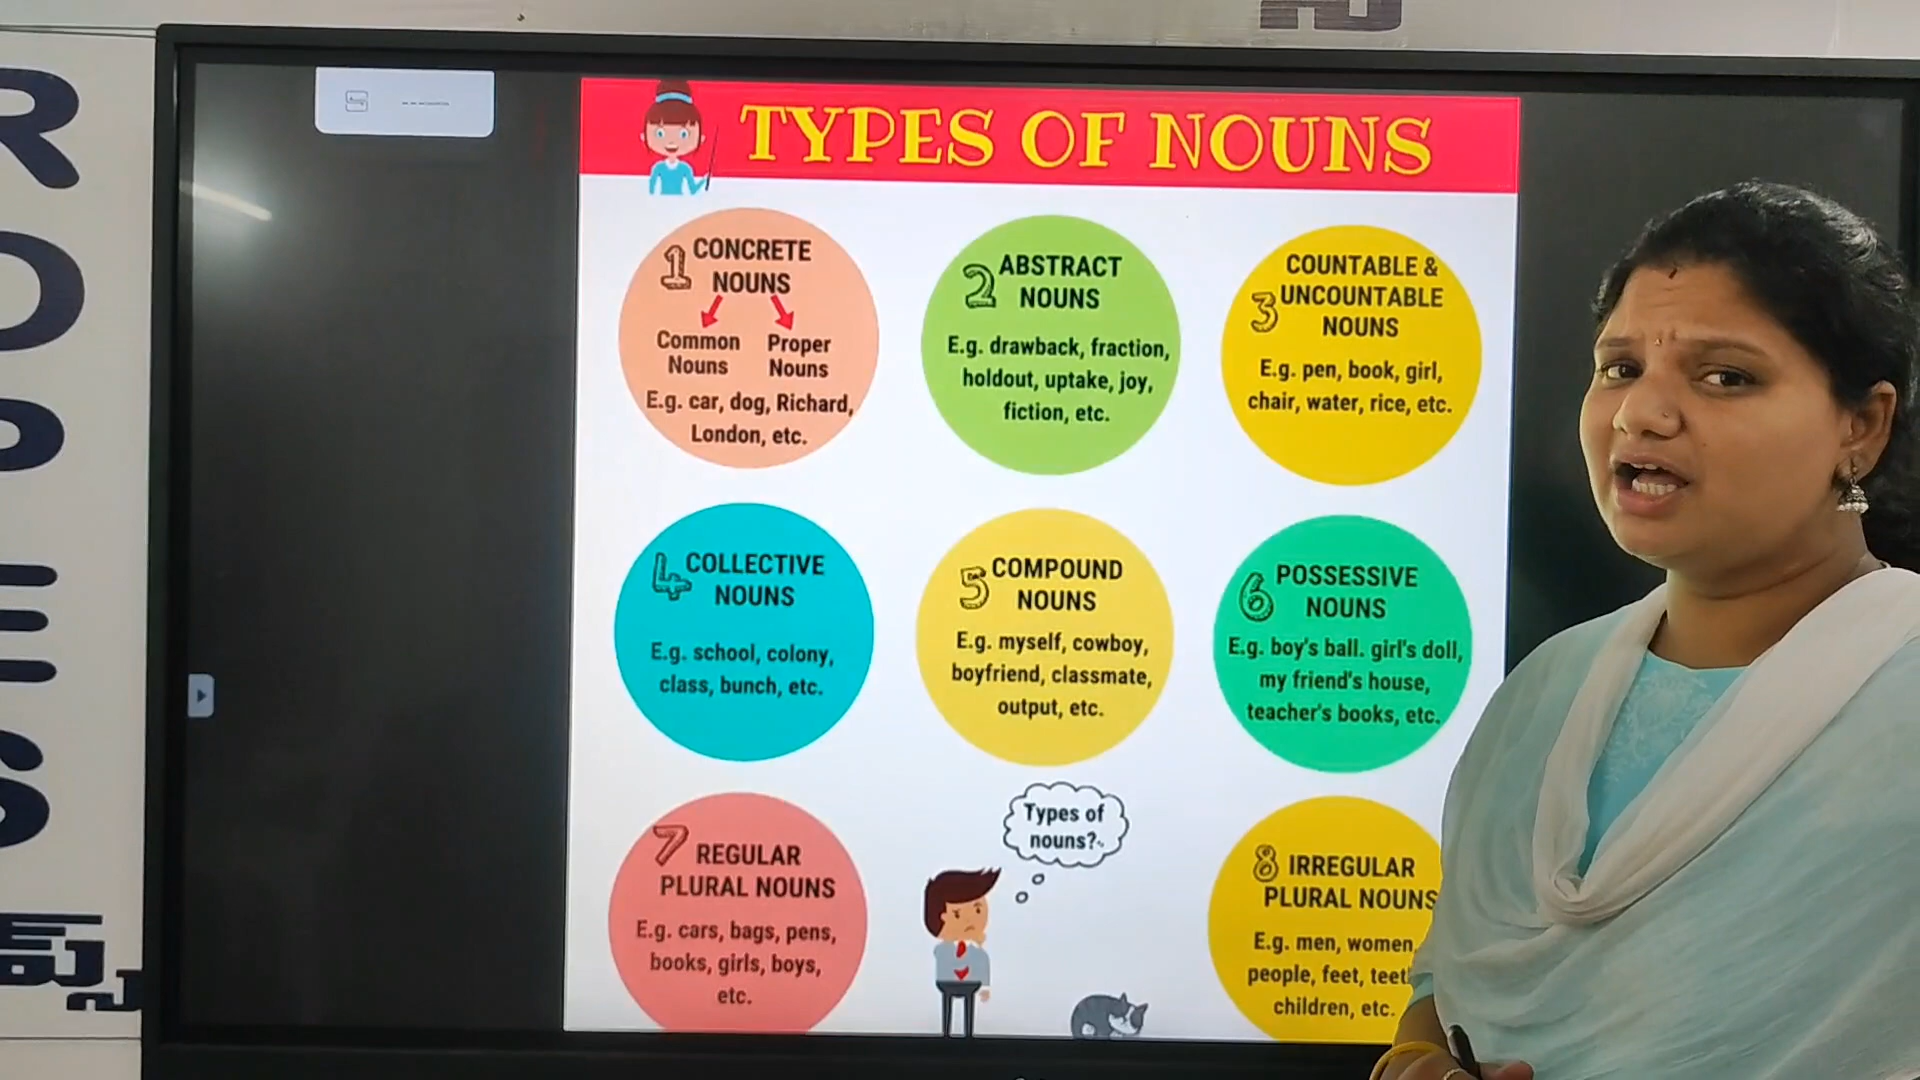 ROPES
TYPES OF NOUNS
1 CONCRETE
NOUNS
Common Nouns
Proper Nouns
E.g. car, dog, Richard,
London, etc.
2 ABSTRACT
NOUNS
E.g. drawback, fraction,
holdout, uptake, joy,
fiction, etc.
COUNTABLE &
3 UNCOUNTABLE
NOUNS
E.g. pen, book, girl,
chair, water, rice, etc.
4 COLLECTIVE
NOUNS
E.g. school, colony,
class, bunch, etc.
5 COMPOUND
NOUNS
E.g. myself, cowboy,
boyfriend, classmate,
output, etc.
6 POSSESSIVE
NOUNS
E.g. boy's ball. girl's doll,
my friend's house,
teacher's books, etc.
7 REGULAR
PLURAL NOUNS
E.g. cars, bags, pens,
books, girls, boys,
etc.
Types of
nouns?
8 IRREGULAR
PLURAL NOUNS
E.g. men, women,
people, feet, teet
children, etc.